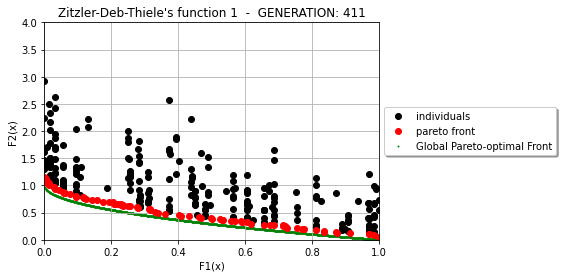 Zitzler-Deb-Thiele's function 1 - GENERATION: 411
4.0
3.5
3.0
2.5
2.0
1.5
1.0
0.5
0.0
F2(x)
0.0 0.2 0.4 0.6 0.8 1.0
F1(x)
individuals
pareto front
Global Pareto-optimal Front